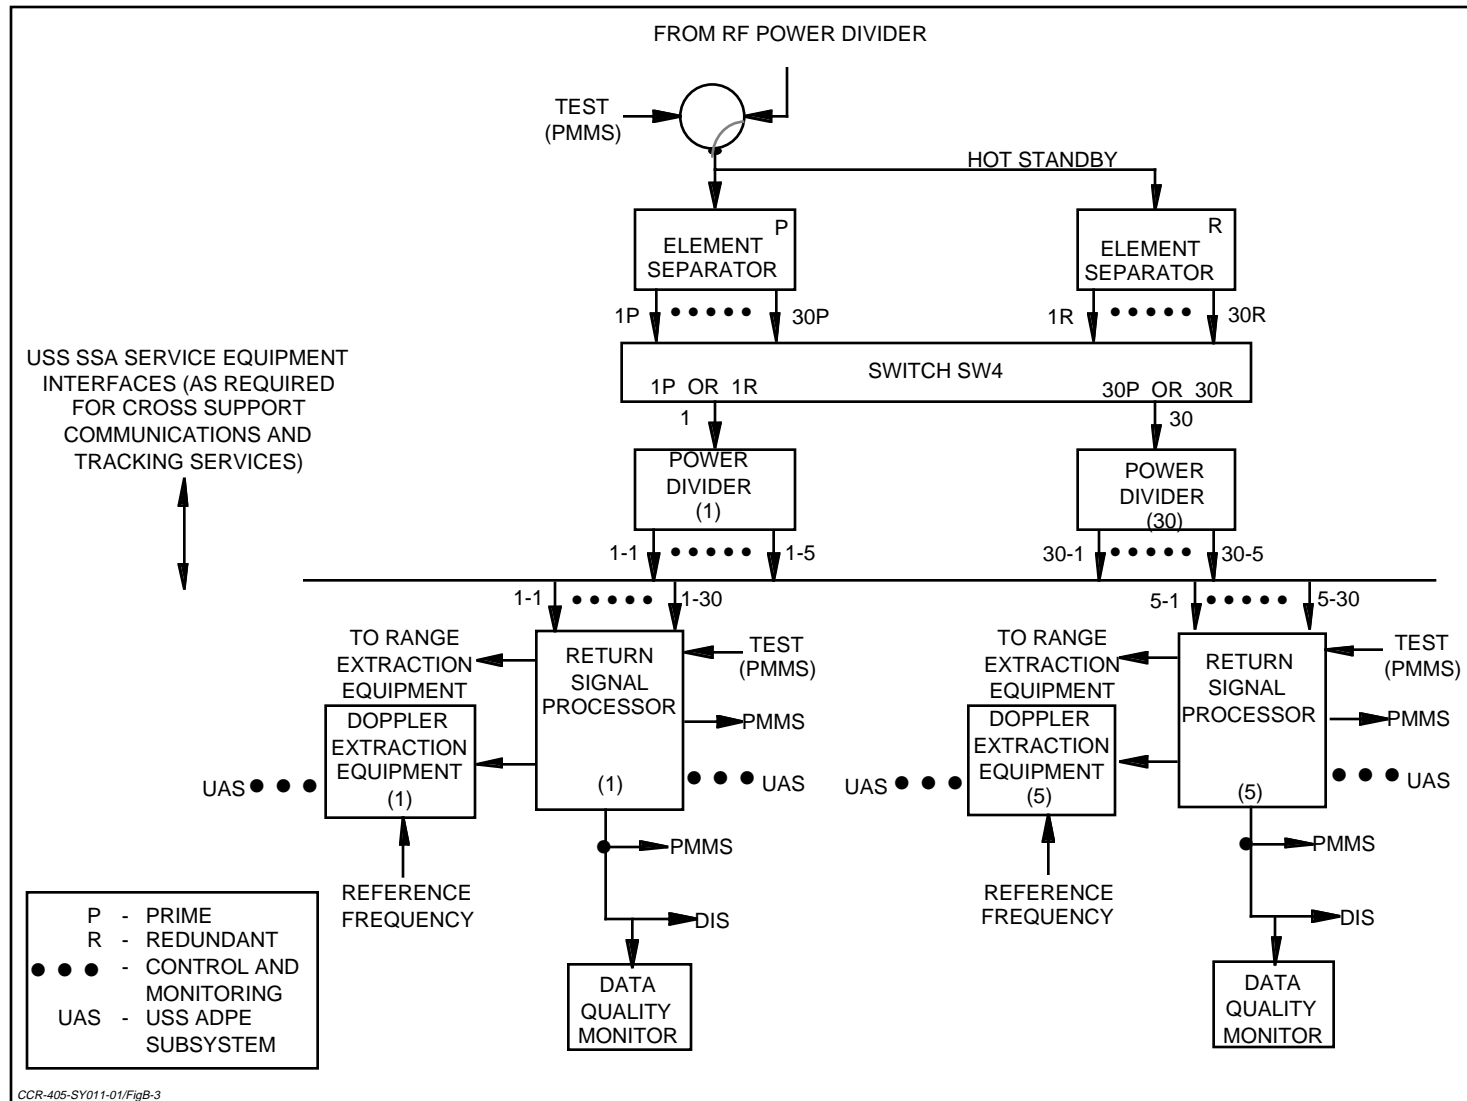 FROM RF POWER DIVIDER
TEST
(PMMS)
HOT STANDBY
P
ELEMENT
SEPARATOR
R
ELEMENT
SEPARATOR
1P
30P
1R
30R
SWITCH SW4
1P OR 1R
30P OR 30R
USS SSA SERVICE EQUIPMENT
INTERFACES (AS REQUIRED
FOR CROSS SUPPORT
COMMUNICATIONS AND
TRACKING SERVICES)
1
30
POWER
DIVIDER
(1)
POWER
DIVIDER
(30)
1-1
1-5
30-1
30-5
1-1
1-30
5-1
5-30
TO RANGE
EXTRACTION
EQUIPMENT
RETURN
SIGNAL
PROCESSOR
(1)
TEST
(PMMS)
PMMS
UAS
DOPPLER
EXTRACTION
EQUIPMENT
(1)
UAS
REFERENCE
FREQUENCY
PMMS
DIS
DATA
QUALITY
MONITOR
TO RANGE
EXTRACTION
EQUIPMENT
RETURN
SIGNAL
PROCESSOR
(5)
TEST
(PMMS)
PMMS
UAS
DOPPLER
EXTRACTION
EQUIPMENT
(5)
UAS
REFERENCE
FREQUENCY
PMMS
DIS
DATA
QUALITY
MONITOR
P - PRIME
R - REDUNDANT
● ● ● - CONTROL AND
MONITORING
UAS - USS ADPE
SUBSYSTEM
CCR-405-SY011-01/FigB-3